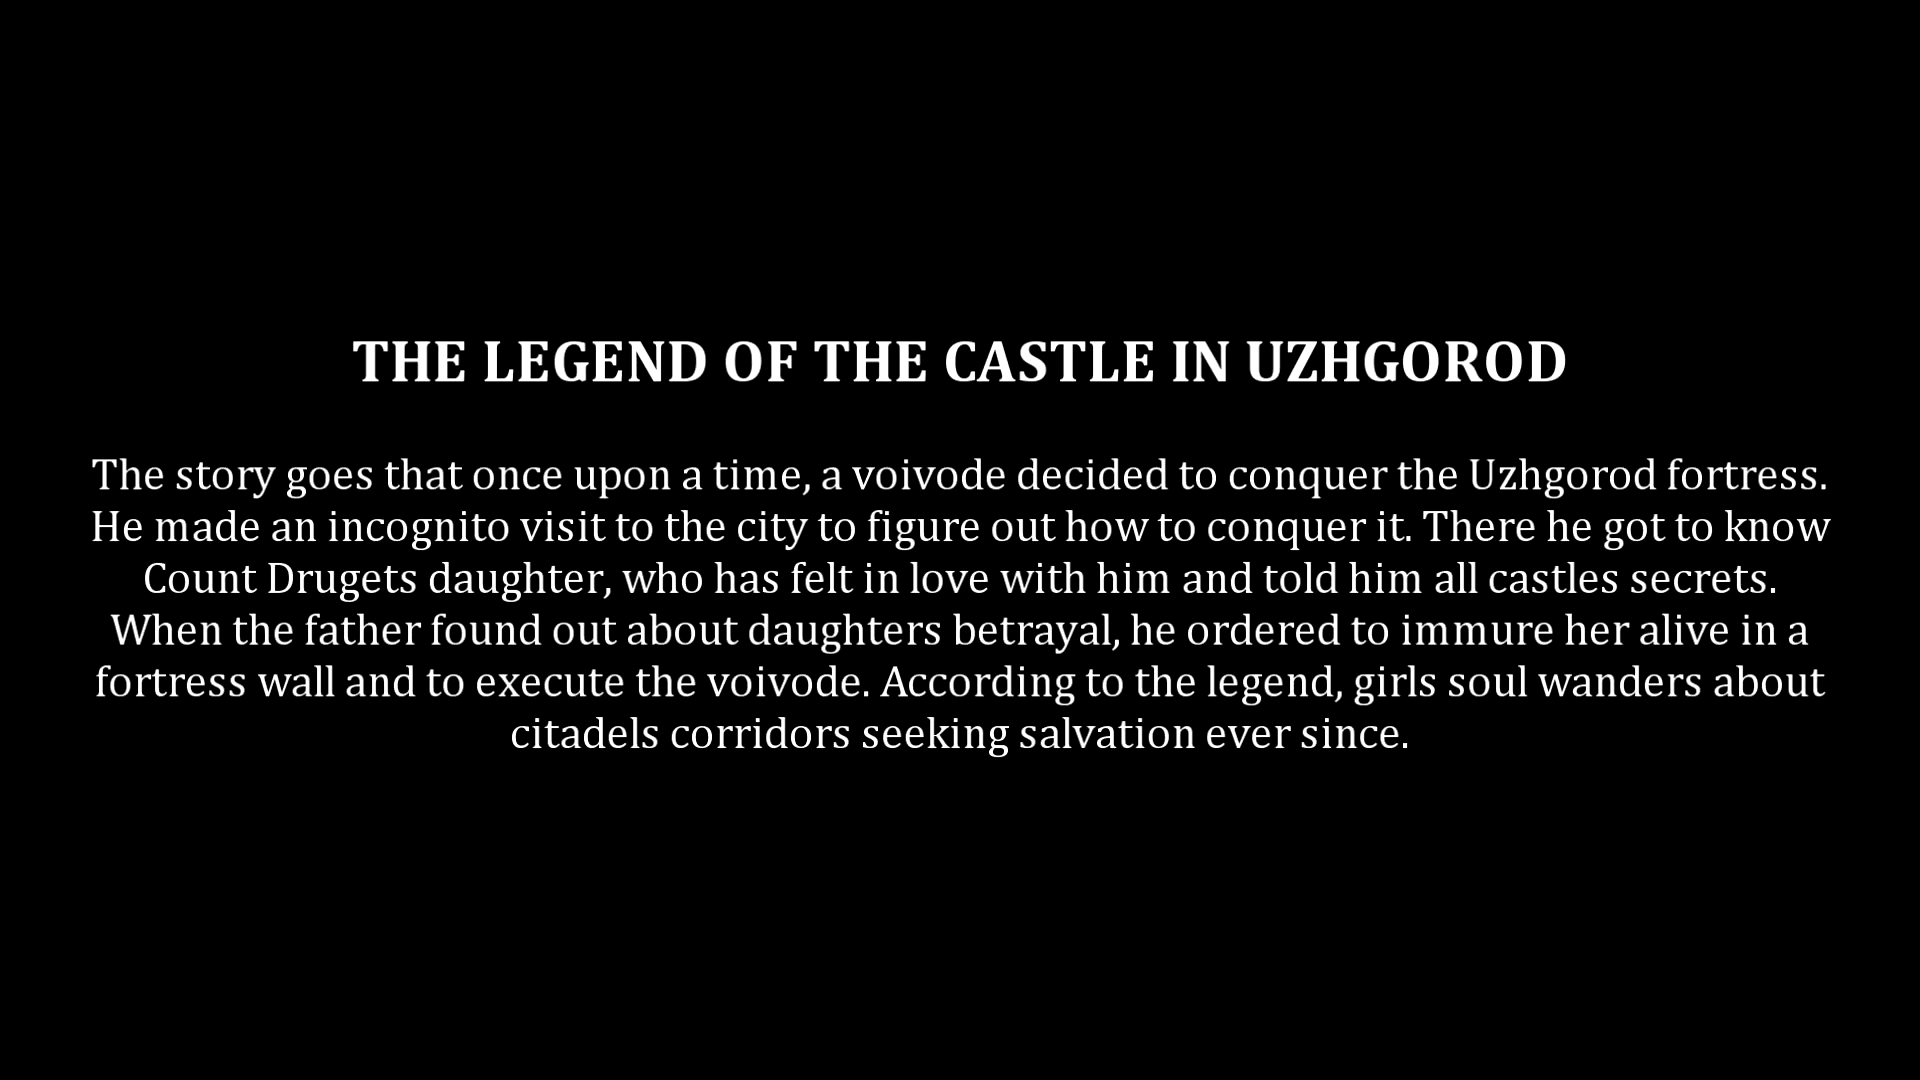 THE LEGEND OF THE CASTLE IN UZHGOROD
The story goes that once upon a time, a voivode decided to conquer the Uzhgorod fortress.
He made an incognito visit to the city to figure out how to conquer it. There he got to know
Count Drugets daughter, who has felt in love with him and told him all castles secrets.
When the father found out about daughters betrayal, he ordered to immure her alive in a
fortress wall and to execute the voivode. According to the legend, girls soul wanders about
citadels corridors seeking salvation ever since.